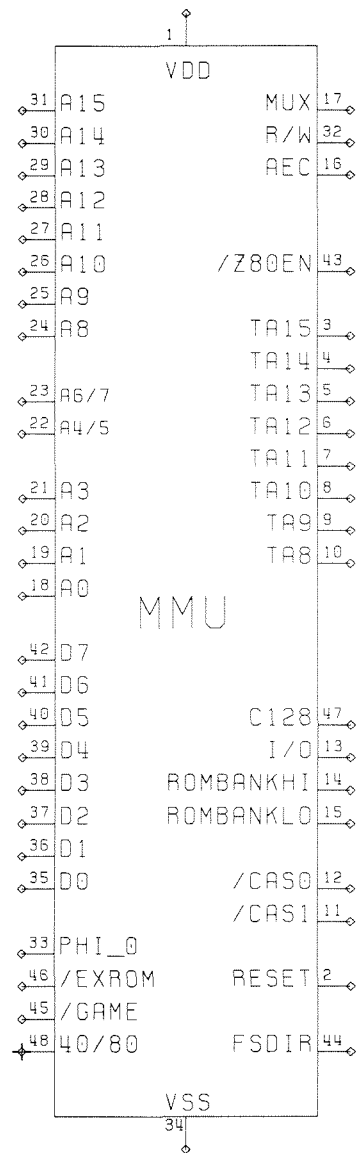 1
VDD
31 A15 MUX 17
30 A14 R/W 32
29 A13 AEC 16
28 A12
27 A11
26 A10 /Z80EN 43
25 A9
24 A8 TA15 3
TA14 4
23 A6/7 TA13 5
22 A4/5 TA12 6
TA11 7
21 A3 TA10 8
20 A2 TA9 9
19 A1 TA8 10
18 A0
MMU
42 D7
41 D6
40 D5 C128 47
39 D4 I/O 13
38 D3 ROMBANKHI 14
37 D2 ROMBANKLO 15
36 D1
35 D0 /CAS0 12
/CAS1 11
33 PHI_0
46 /EXROM RESET 2
45 /GAME
48 40/80 FSDIR 44
VSS
34